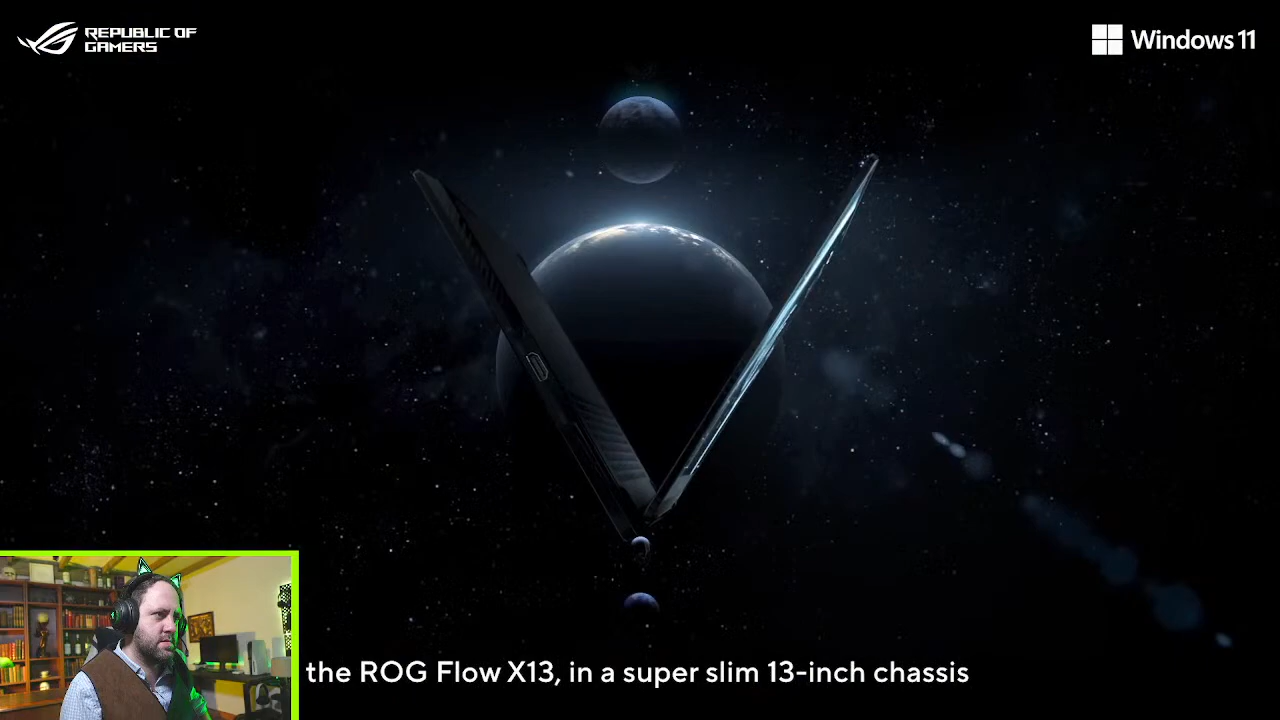 REPUBLIC OF
GAMERS
Windows 11
the ROG Flow X13, in a super slim 13-inch chassis